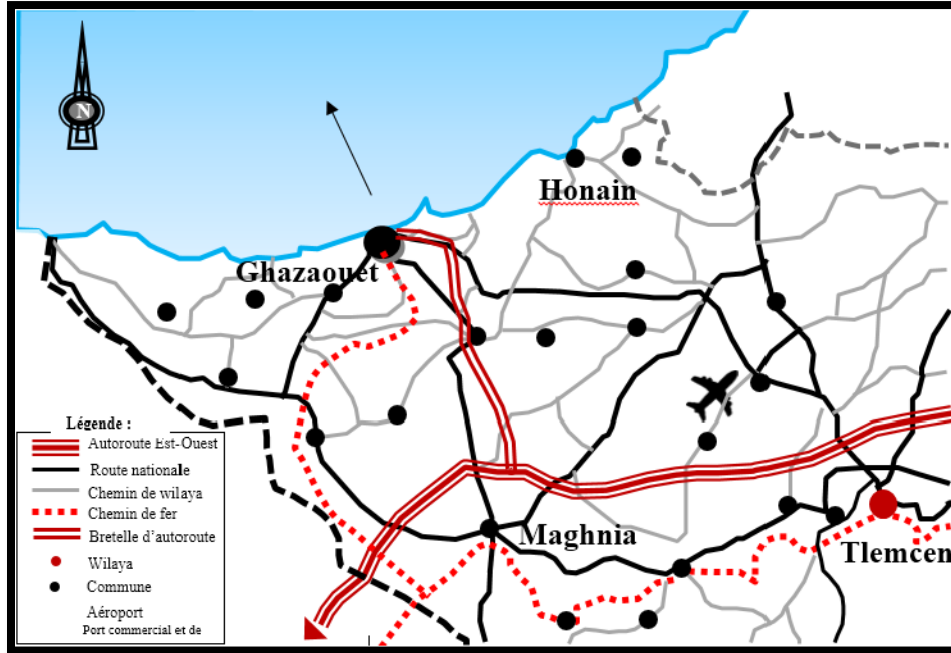 N
Honain
Ghazaouet
Maghnia
Tlemcen
Légende :
Autoroute Est-Ouest
Route nationale
Chemin de wilaya
Chemin de fer
Bretelle d'autoroute
Wilaya
Commune
Aéroport
Port commercial et de